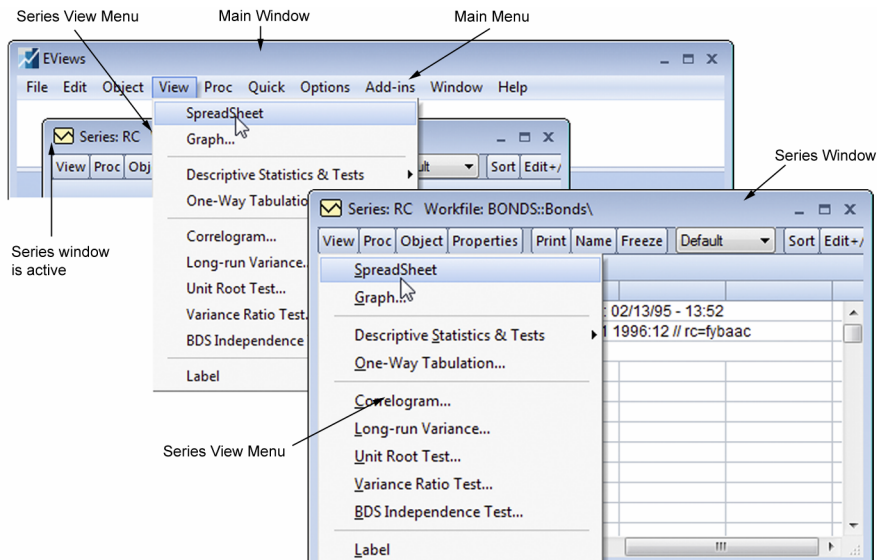 Series View Menu
Main Window
Main Menu
EViews
File Edit Object View Proc Quick Options Add-ins Window Help
SpreadSheet
Graph...
Descriptive Statistics & Tests
One-Way Tabulatio
Correlogram...
Long-run Variance.
Unit Root Test...
Variance Ratio Test.
BDS Independence
Label
Series: RC
View Proc Obj
Sort Edit+/
Series window
is active
Series Window
Series: RC Workfile: BONDS::Bonds\
View Proc Object Properties Print Name Freeze Default Sort Edit+/
SpreadSheet
Graph...
Descriptive Statistics & Tests
One-Way Tabulation...
Correlogram...
Long-run Variance...
Unit Root Test...
Variance Ratio Test...
BDS Independence Test...
Label
: 02/13/95 - 13:52
1 1996:12 // rc=fybaac
Series View Menu